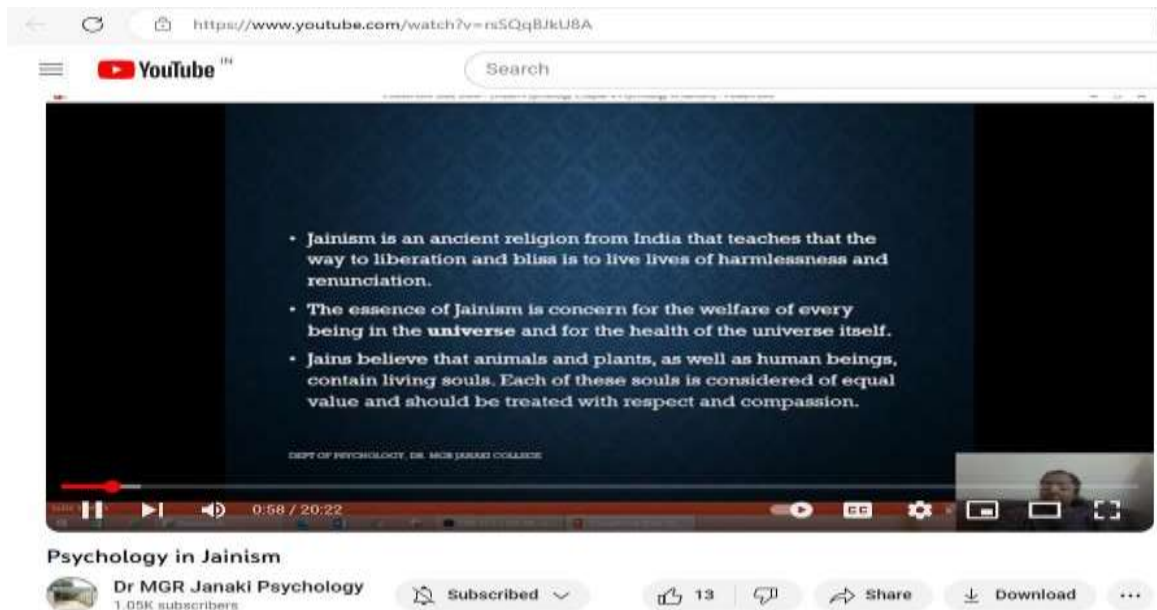 https://www.youtube.com/watch?v=rsSQqBJkU8A
YouTube IN
Search
• Jainism is an ancient religion from India that teaches that the
way to liberation and bliss is to live lives of harmlessness and
renunciation.
• The essence of Jainism is concern for the welfare of every
being in the universe and for the health of the universe itself.
• Jains believe that animals and plants, as well as human beings,
contain living souls. Each of these souls is considered of equal
value and should be treated with respect and compassion.
DEPT OF PSYCHOLOGY, DR. MGR JANAKI COLLEGE
0:58 / 20:22
CC
Psychology in Jainism
Dr MGR Janaki Psychology
1.05K subscribers
Subscribed
13
Share
Download